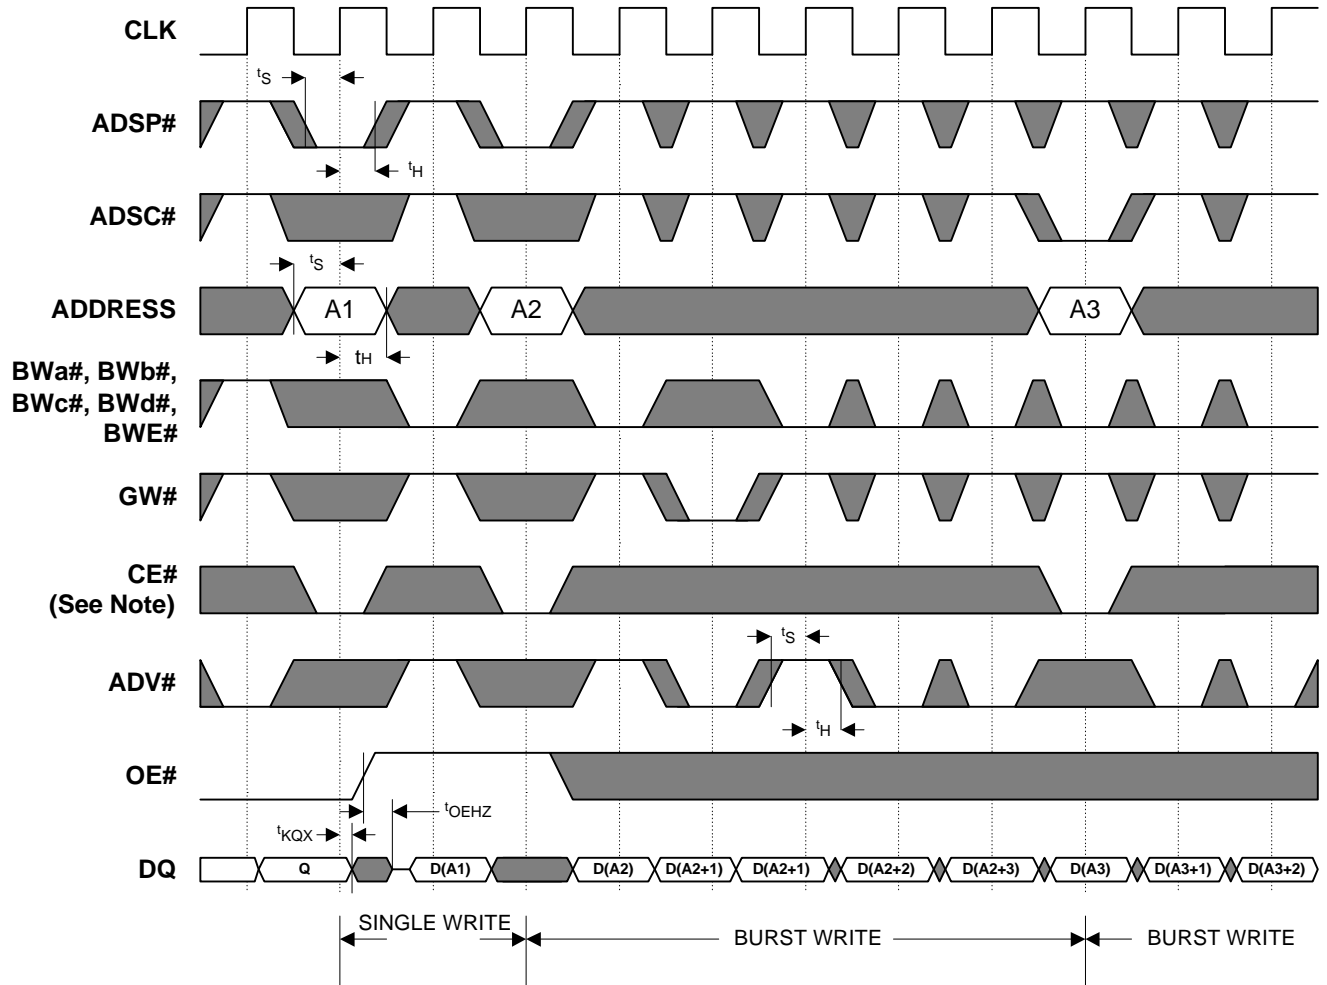 CLK
tS
ADSP#
tH
ADSC#
tS
ADDRESS
A1
A2
A3
tH
BWa#, BWb#,
BWc#, BWd#,
BWE#
GW#
CE#
(See Note)
tS
ADV#
tH
OE#
tOEHZ
tKQX
DQ
Q
D(A1)
D(A2)
D(A2+1)
D(A2+1)
D(A2+2)
D(A2+3)
D(A3)
D(A3+1)
D(A3+2)
SINGLE WRITE
BURST WRITE
BURST WRITE